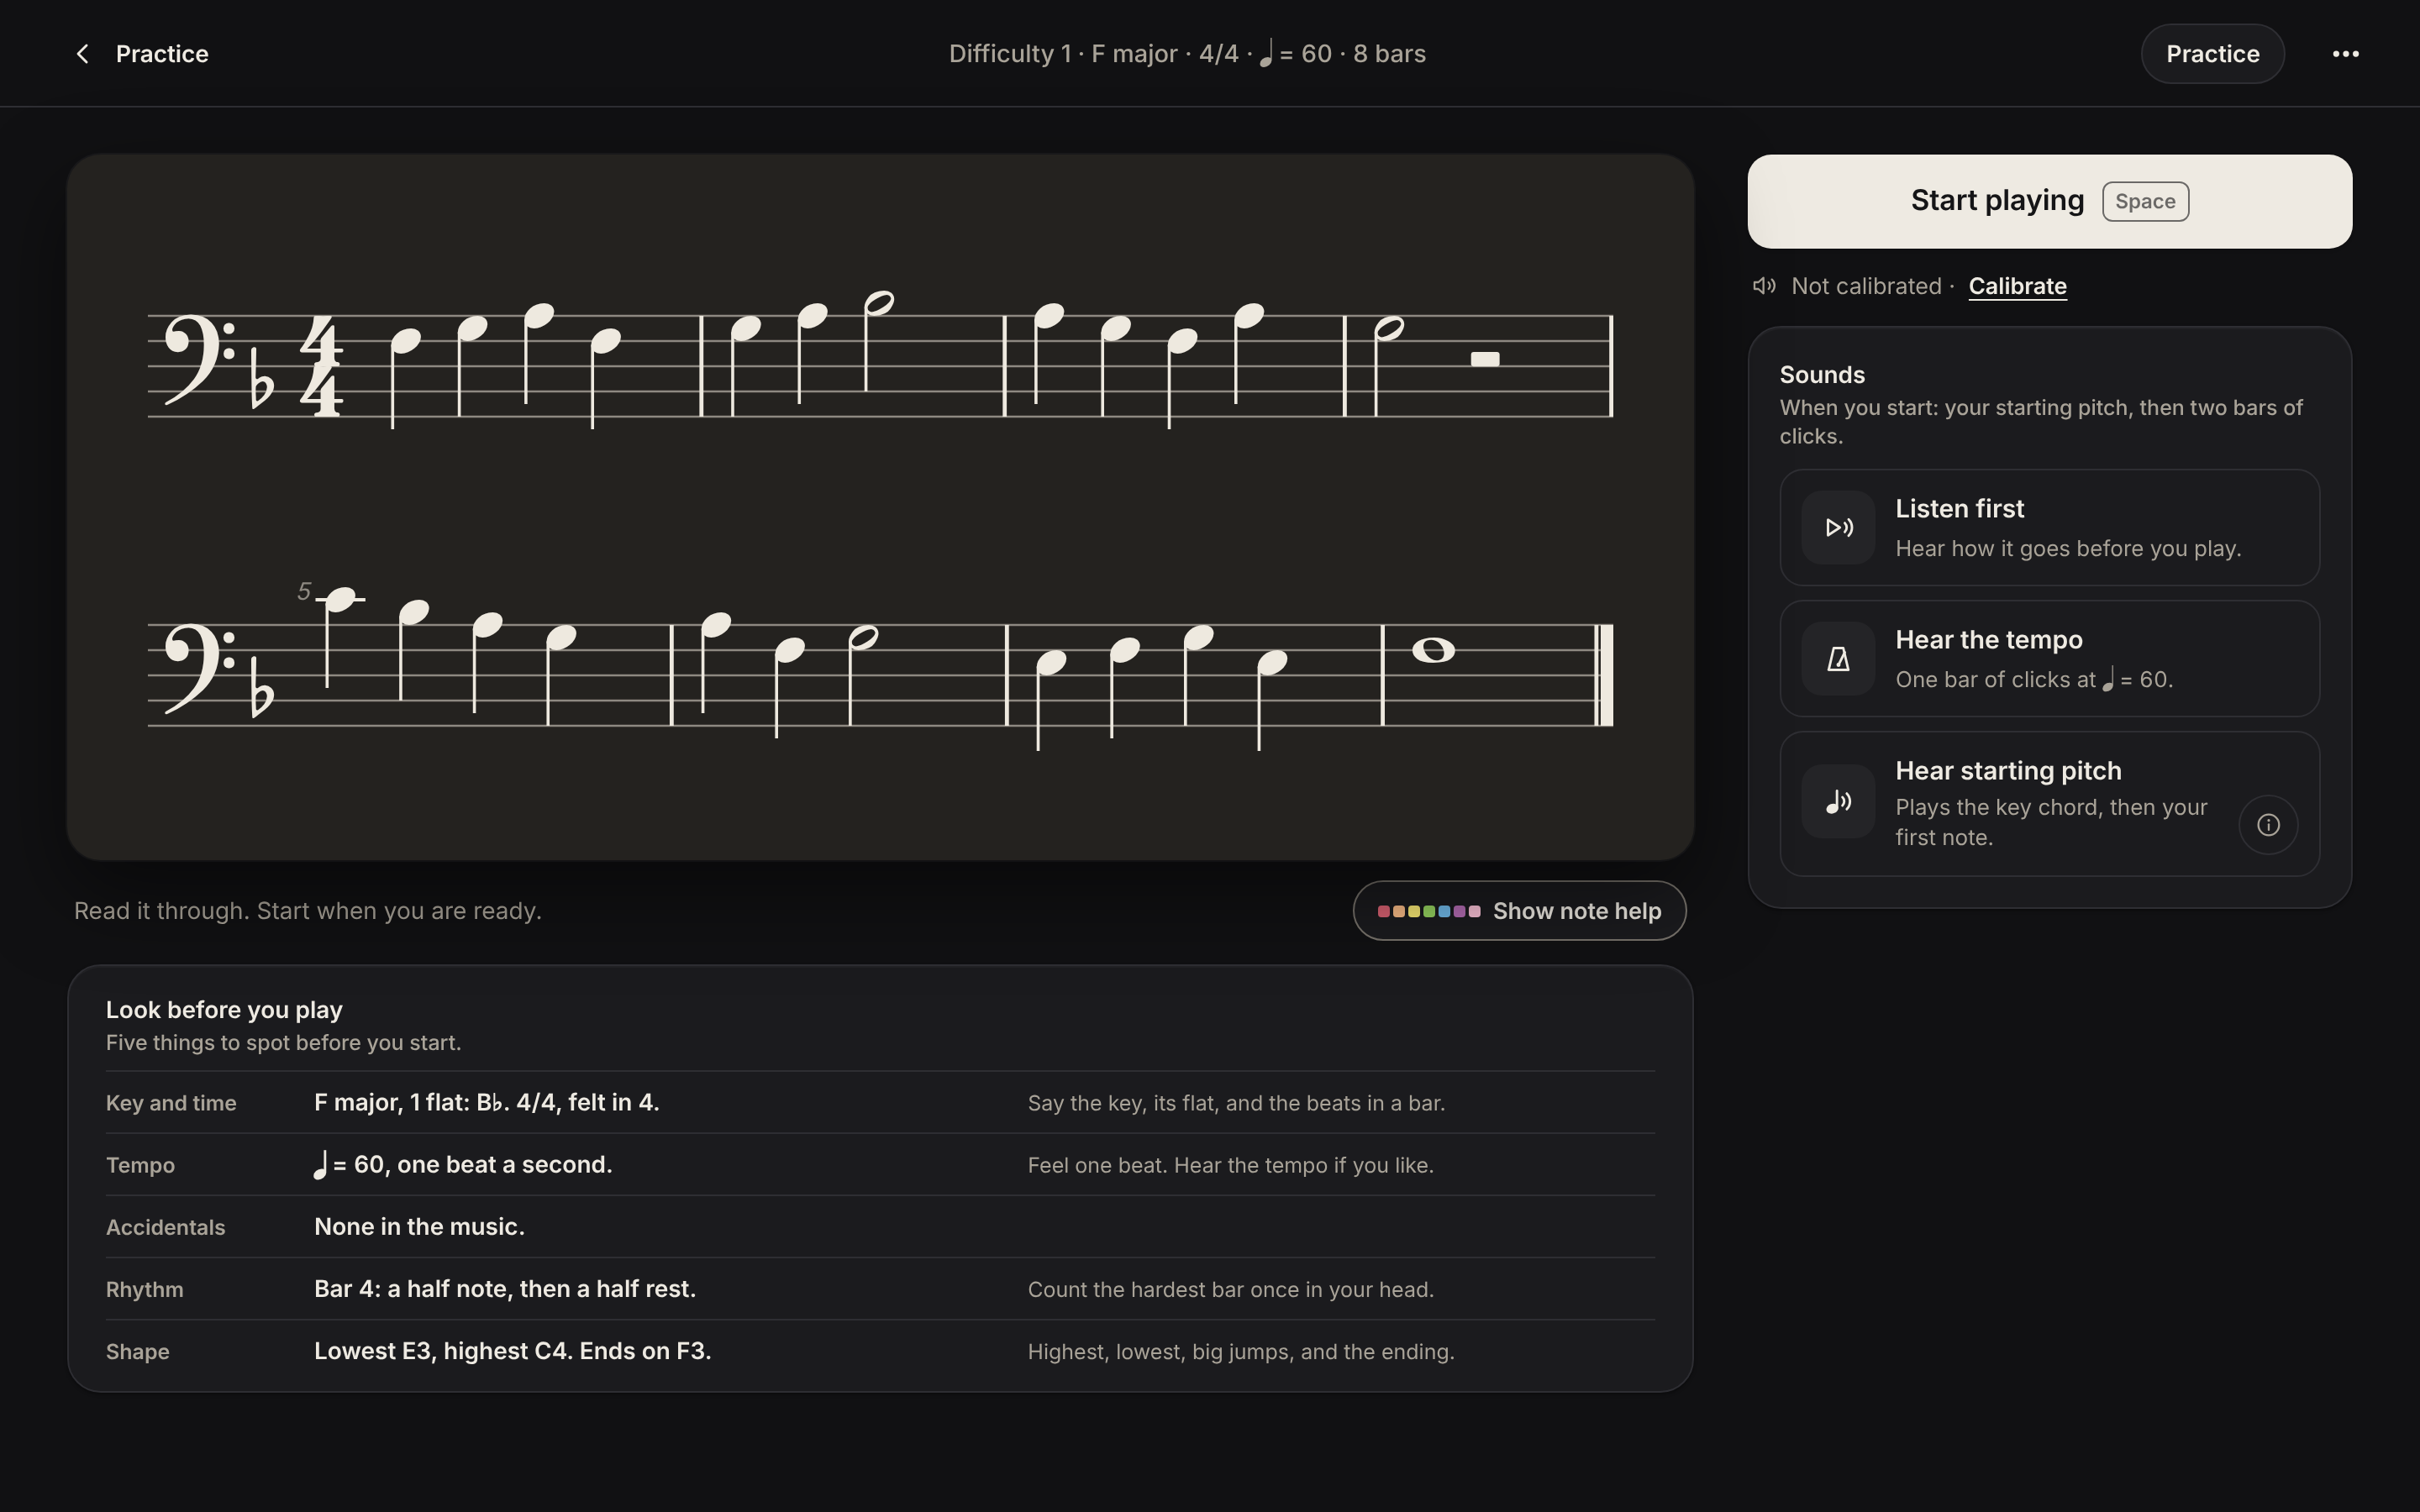 Practice
Difficulty 1 · F major · 4/4 · ♩ = 60 · 8 bars
Practice
4
4
5
Read it through. Start when you are ready.
Show note help
Look before you play
Five things to spot before you start.
Key and time
F major, 1 flat: B♭. 4/4, felt in 4.
Say the key, its flat, and the beats in a bar.
Tempo
♩ = 60, one beat a second.
Feel one beat. Hear the tempo if you like.
Accidentals
None in the music.
Rhythm
Bar 4: a half note, then a half rest.
Count the hardest bar once in your head.
Shape
Lowest E3, highest C4. Ends on F3.
Highest, lowest, big jumps, and the ending.
Start playing Space
Not calibrated · Calibrate
Sounds
When you start: your starting pitch, then two bars of
clicks.
Listen first
Hear how it goes before you play.
Hear the tempo
One bar of clicks at ♩ = 60.
Hear starting pitch
Plays the key chord, then your
first note.